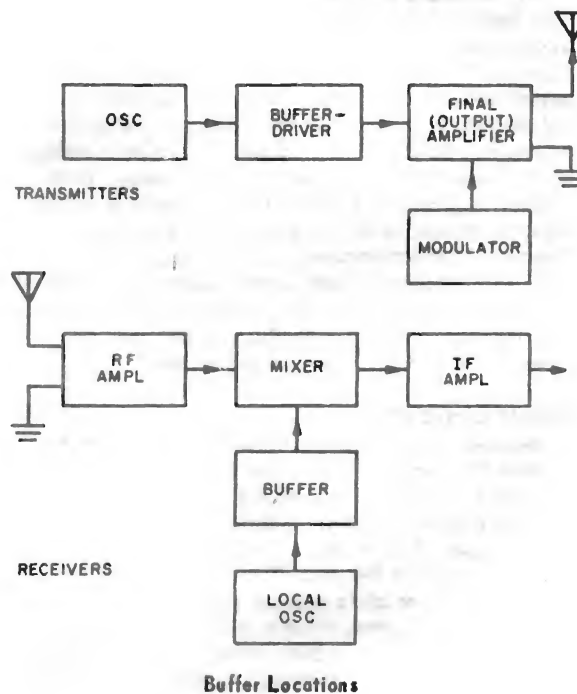 OSC
BUFFER-
DRIVER
FINAL
(OUTPUT)
AMPLIFIER
TRANSMITTERS
MODULATOR
RF
AMPL
MIXER
IF
AMPL
BUFFER
RECEIVERS
LOCAL
OSC
Buffer Locations